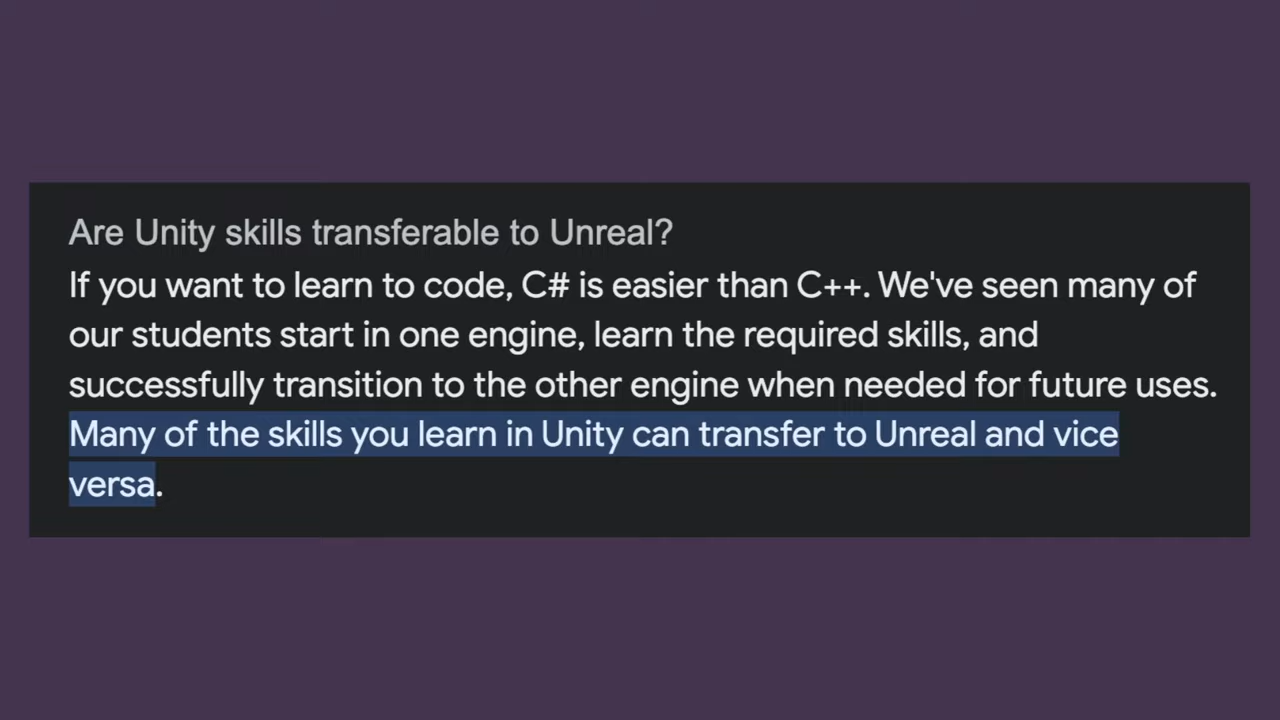 Are Unity skills transferable to Unreal?
If you want to learn to code, C# is easier than C++. We've seen many of
our students start in one engine, learn the required skills, and
successfully transition to the other engine when needed for future uses.
Many of the skills you learn in Unity can transfer to Unreal and vice
versa.